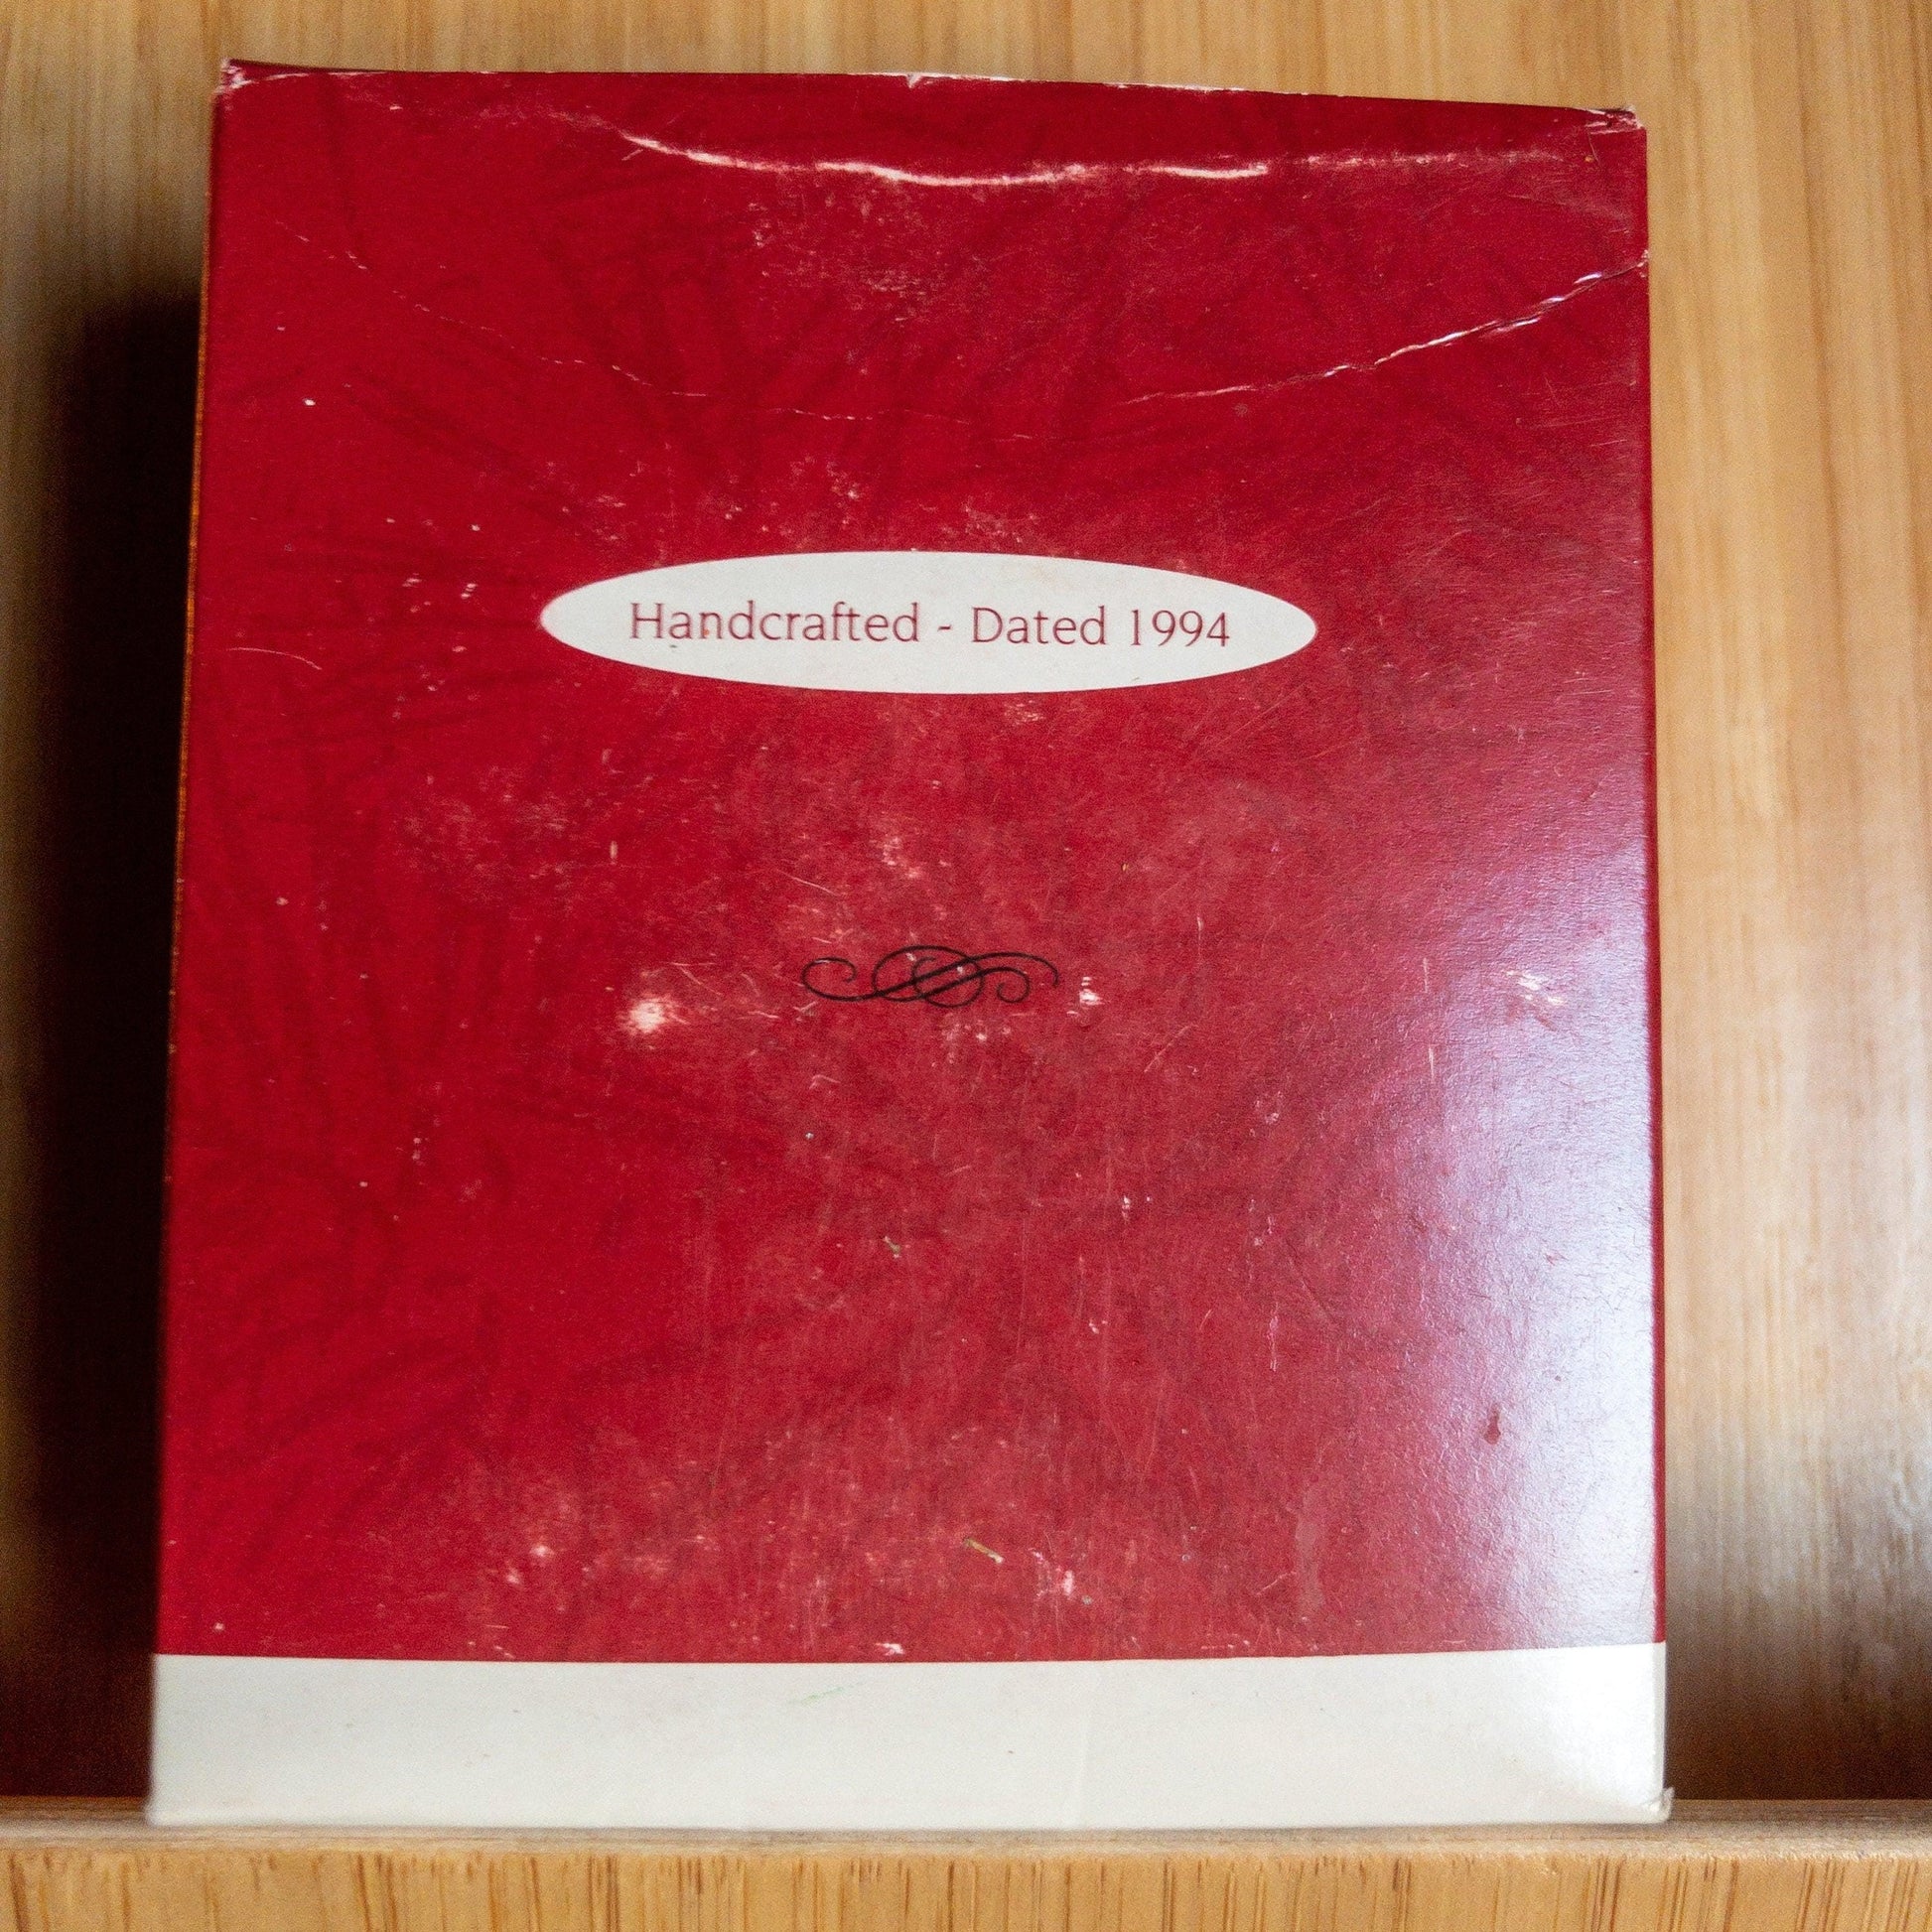 Handcrafted - Dated 1994